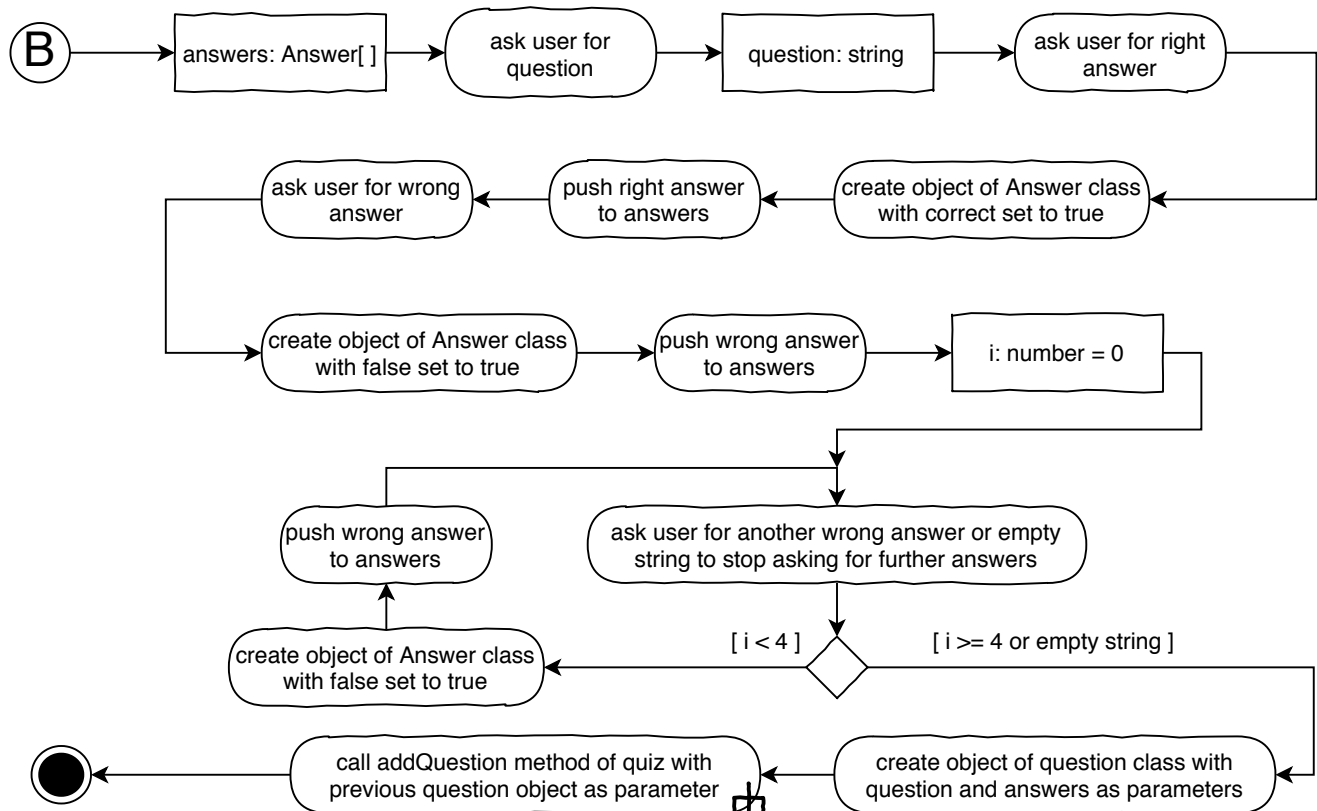 B
answers: Answer[ ]
ask user for
question
question: string
ask user for right
answer
ask user for wrong
answer
push right answer
to answers
create object of Answer class
with correct set to true
create object of Answer class
with false set to true
push wrong answer
to answers
i: number = 0
push wrong answer
to answers
ask user for another wrong answer or empty
string to stop asking for further answers
[ i < 4 ]
[ i >= 4 or empty string ]
create object of Answer class
with false set to true
call addQuestion method of quiz with
previous question object as parameter
create object of question class with
question and answers as parameters